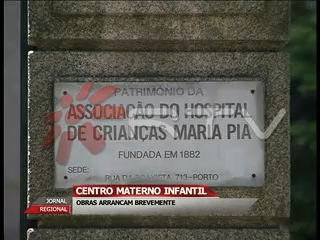 PATRIMÓNIO DA
ASSOCIAÇÃO DO HOSPITAL
DE CRIANÇAS MARIA PIA
FUNDADA EM 1882
SEDE:
RUA DA BOAVISTA, 713-PORTO
CENTRO MATERNO INFANTIL
JORNAL
REGIONAL
OBRAS ARRANCAM BREVEMENTE